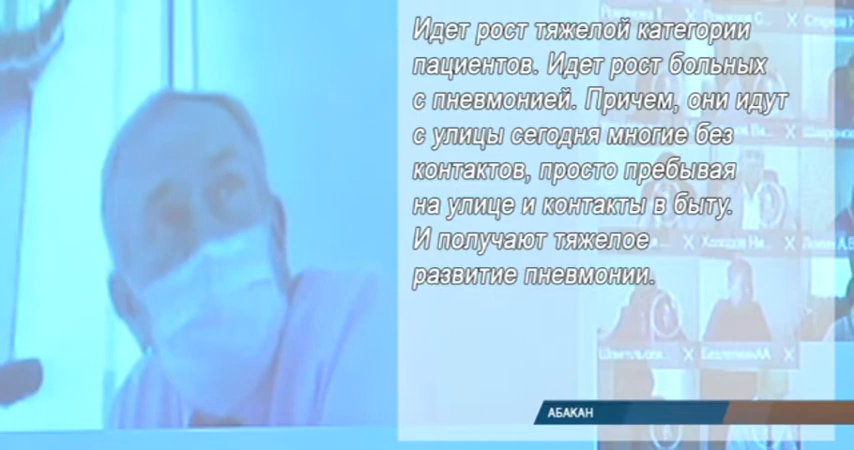 Идет рост тяжелой категории
пациентов. Идет рост больных
с пневмонией. Причем, они идут
с улицы сегодня многие без
контактов, просто пребывая
на улице и контакты в быту.
И получают тяжелое
развитие пневмонии.
АБАКАН